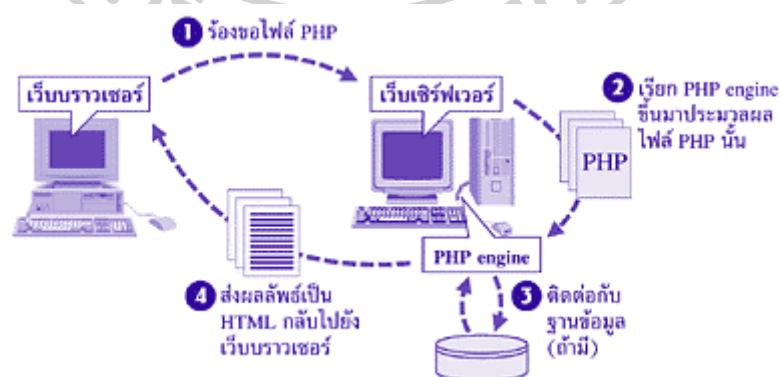 1 ร้องขอไฟล์ PHP
เว็บบราวเซอร์
เว็บเซิร์ฟเวอร์
2 เรียก PHP engine
ขึ้นมาประมวลผล
ไฟล์ PHP นั้น
PHP
PHP engine
3 ติดต่อกับ
ฐานข้อมูล
(ถ้ามี)
4 ส่งผลลัพธ์เป็น
HTML กลับไปยัง
เว็บบราวเซอร์